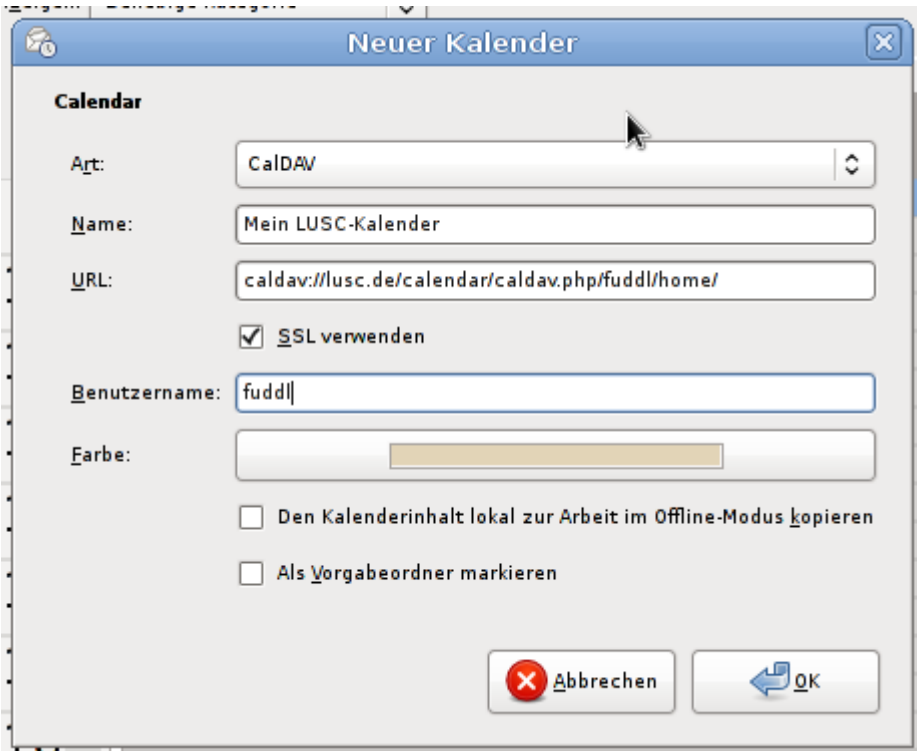 Neuer Kalender
Calendar
Art: CalDAV
Name: Mein LUSC-Kalender
URL: caldav://lusc.de/calendar/caldav.php/fuddl/home/
SSL verwenden
Benutzername: fuddl
Farbe:
Den Kalenderinhalt lokal zur Arbeit im Offline-Modus kopieren
Als Vorgabeordner markieren
Abbrechen OK